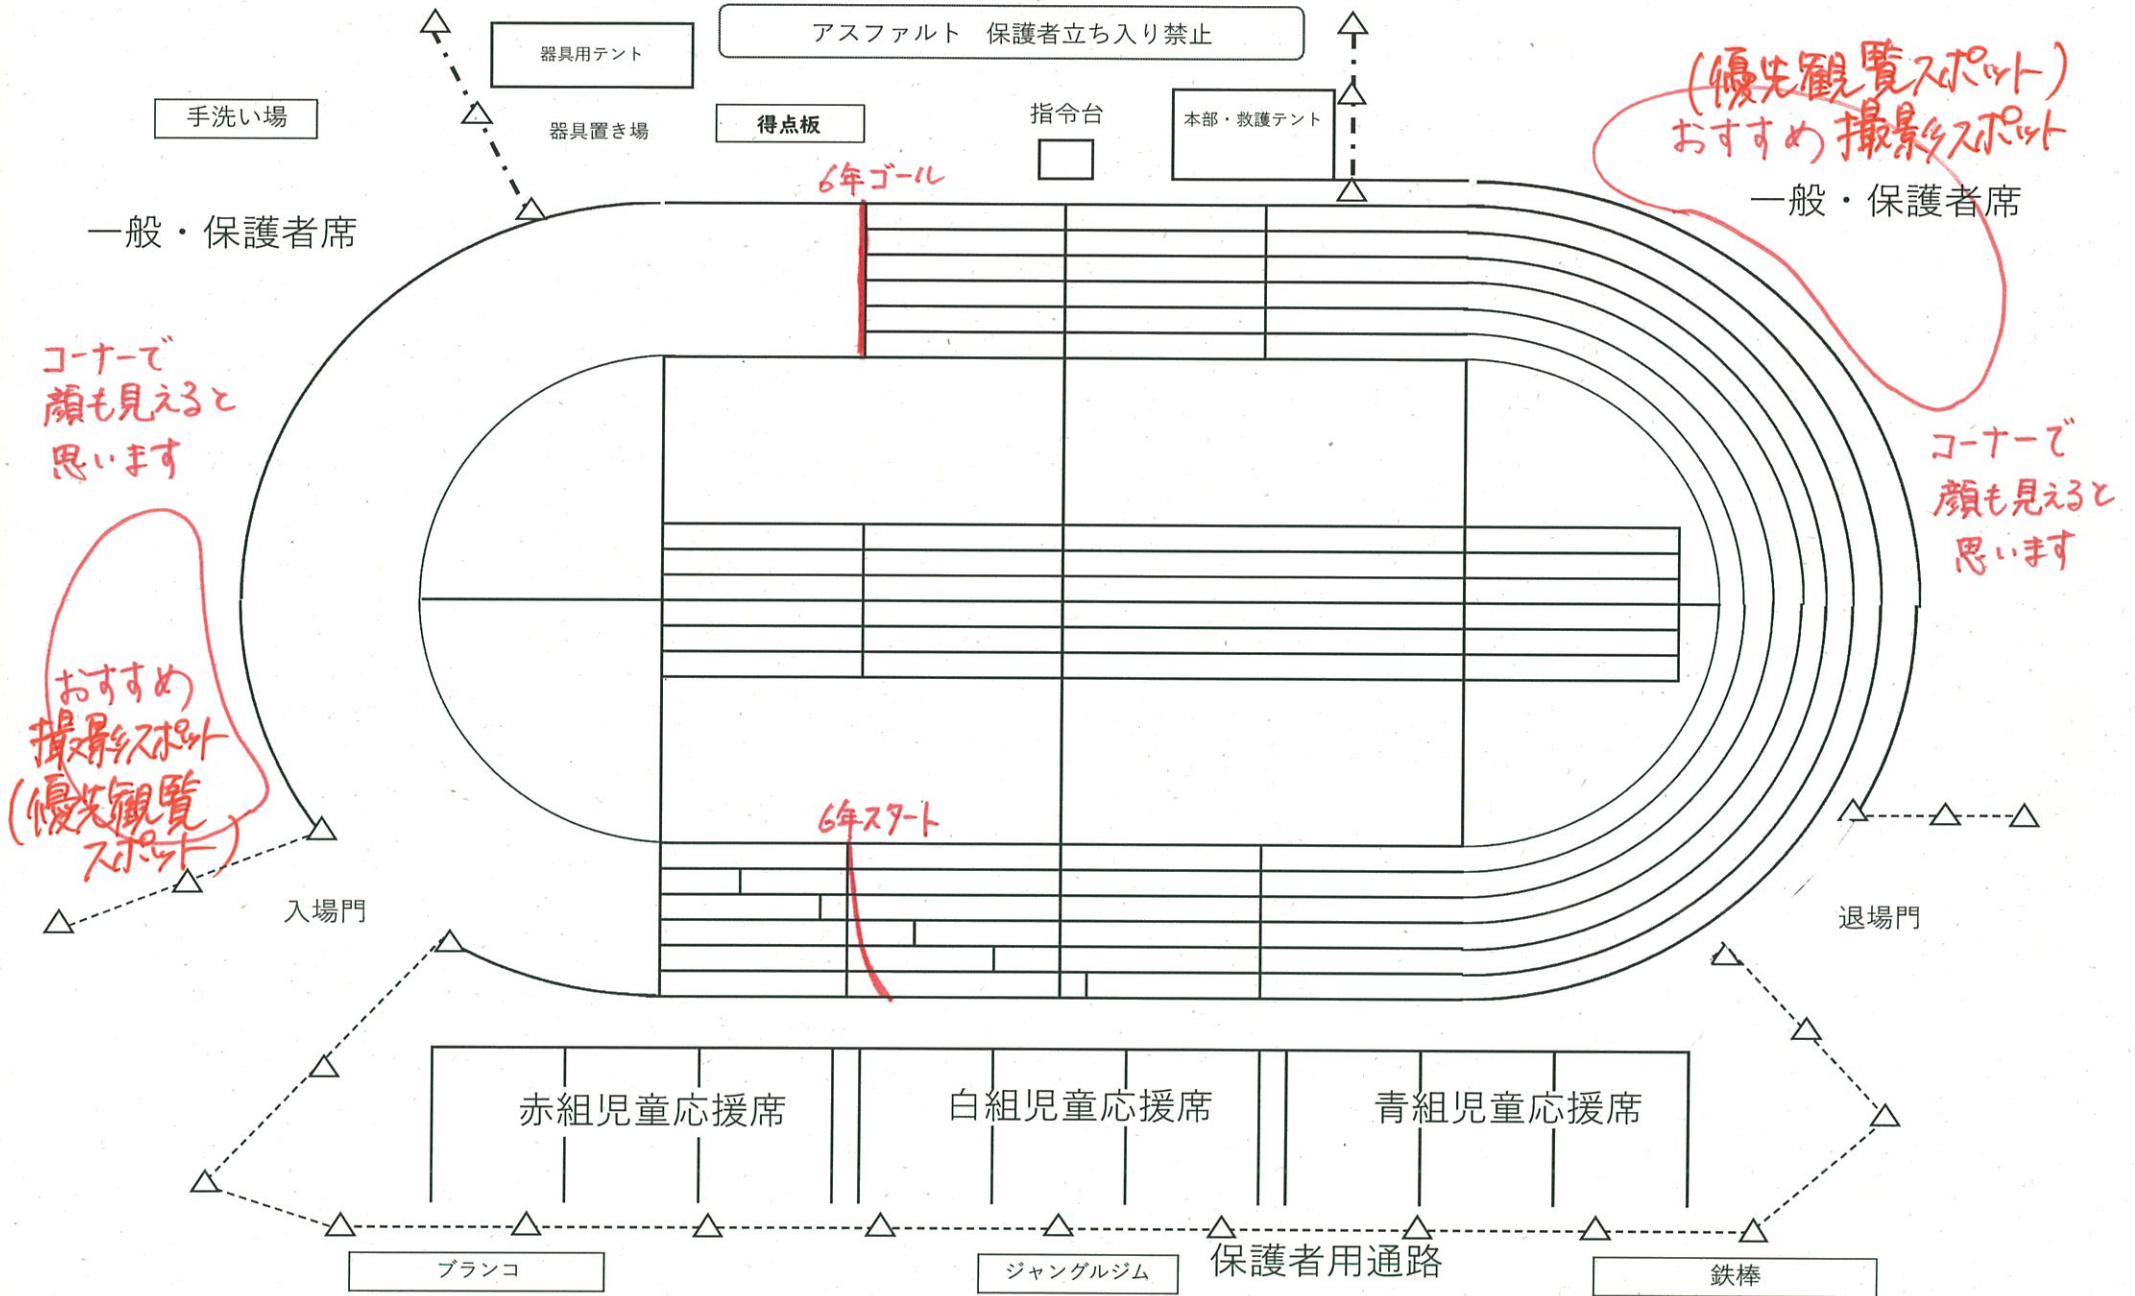 アスファルト　保護者立ち入り禁止
器具用テント
(優先観覧スポット)
おすすめ撮影スポット
手洗い場
器具置き場
得点板
指令台
本部・救護テント
6年ゴール
一般・保護者席
一般・保護者席
コーナーで
顔も見えると
思います
コーナーで
顔も見えると
思います
おすすめ
撮影スポット
(優先観覧
スポット)
6年スタート
入場門
退場門
赤組児童応援席
白組児童応援席
青組児童応援席
保護者用通路
ブランコ
ジャングルジム
鉄棒